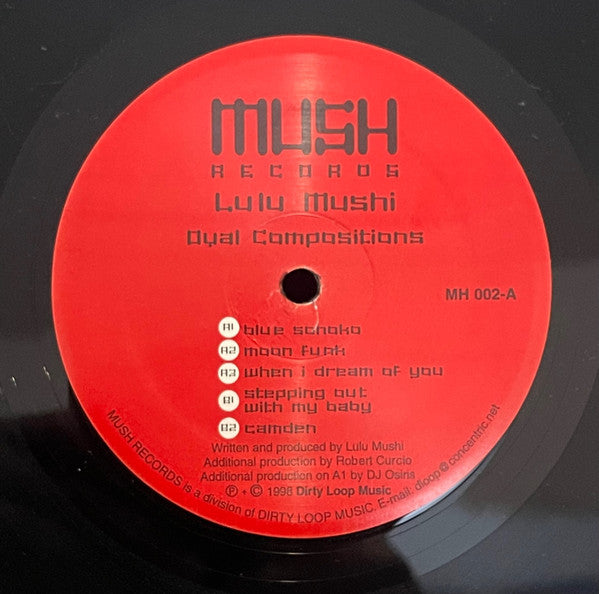 MUSH
RECORDS
Lulu Mushi
Dual Compositions
MH 002-A
A1 blue schoko
A2 moon funk
A3 when i dream of you
B1 stepping out
with my baby
B2 camden
Written and produced by Lulu Mushi
Additional production by Robert Curcio
Additional production on A1 by DJ Osiris
℗ + © 1998 Dirty Loop Music
MUSH RECORDS is a division of DIRTY LOOP MUSIC. E-mail: dloop@concentric.net